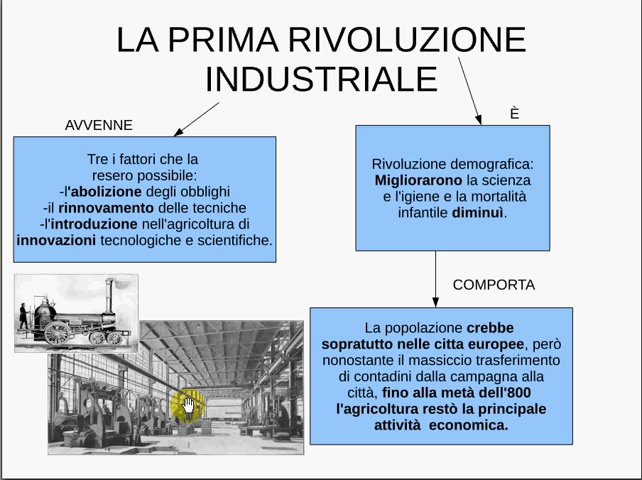 LA PRIMA RIVOLUZIONE
INDUSTRIALE
AVVENNE
È
Tre i fattori che la
resero possibile:
-l'abolizione degli obblighi
-il rinnovamento delle tecniche
-l'introduzione nell'agricoltura di
innovazioni tecnologiche e scientifiche.
Rivoluzione demografica:
Migliorarono la scienza
e l'igiene e la mortalità
infantile diminuì.
COMPORTA
La popolazione crebbe
sopratutto nelle citta europee, però
nonostante il massiccio trasferimento
di contadini dalla campagna alla
città, fino alla metà dell'800
l'agricoltura restò la principale
attività economica.